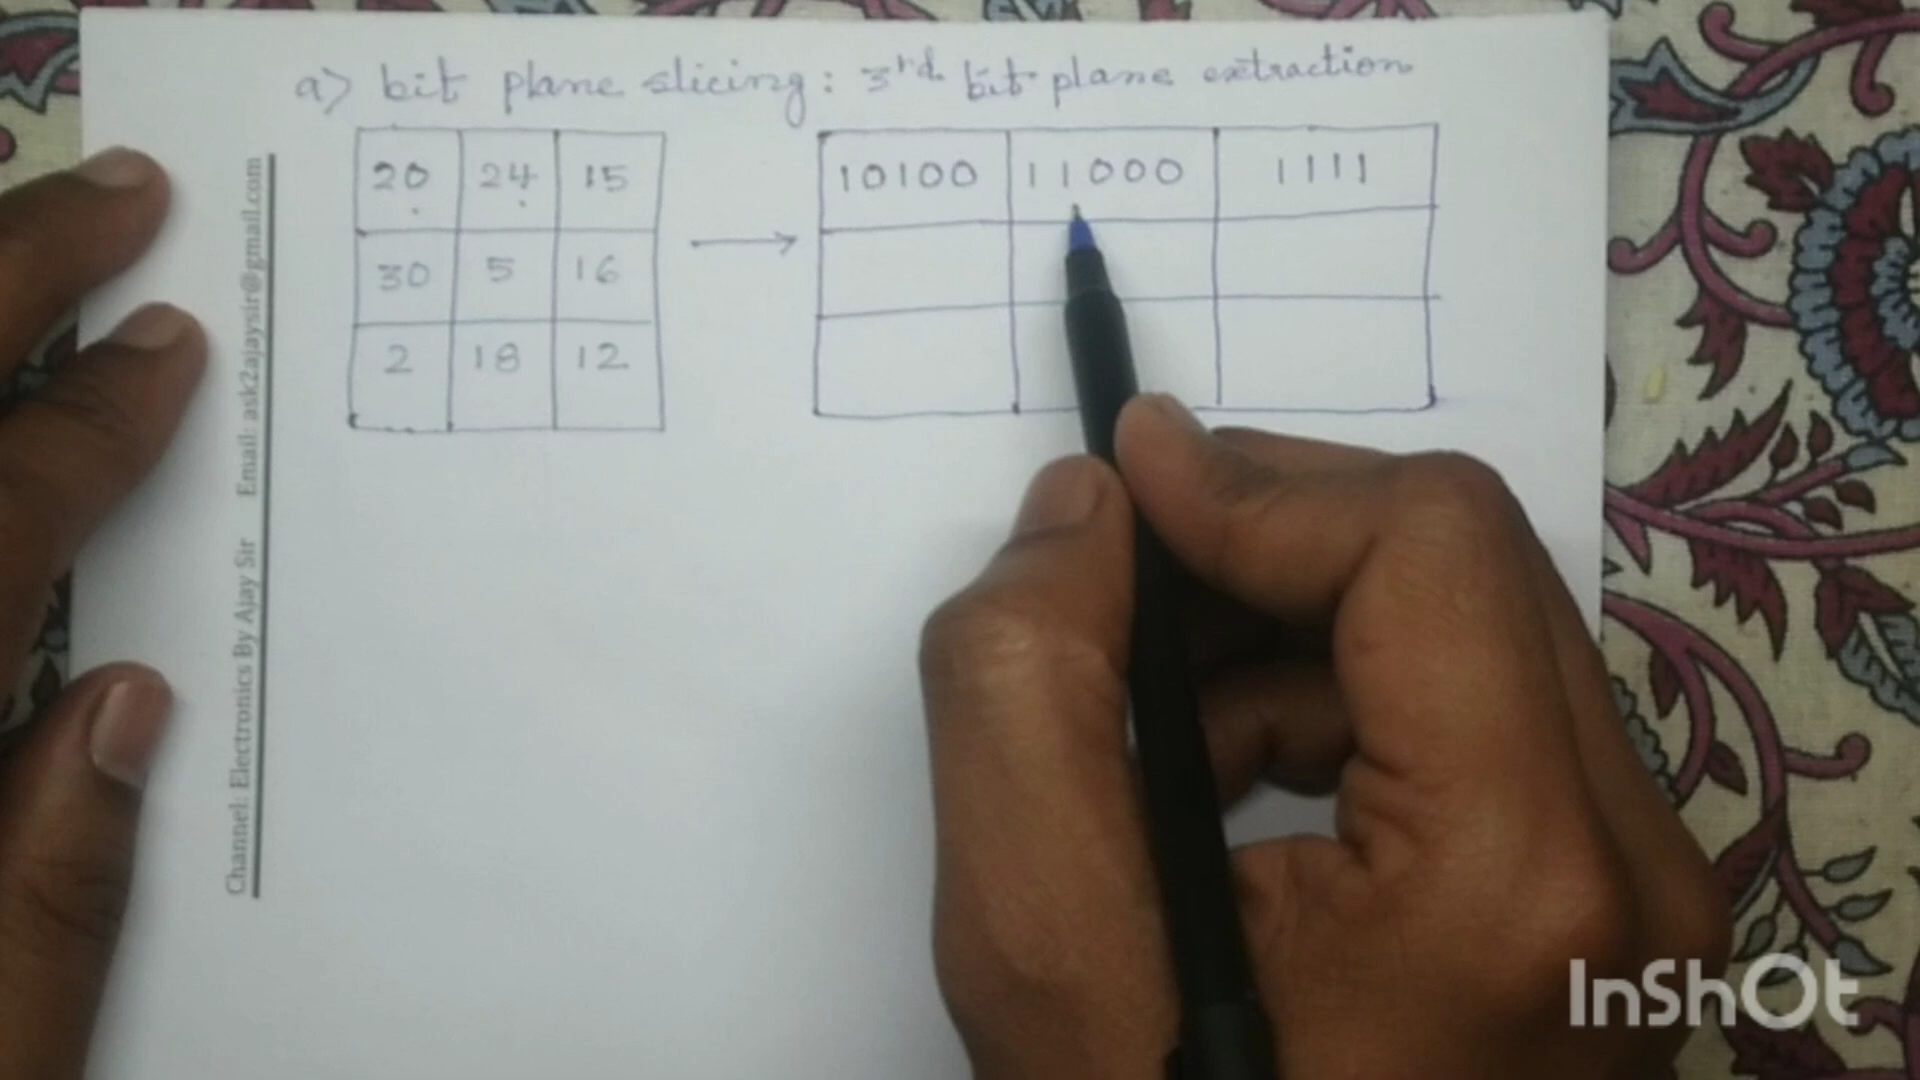 a) bit plane slicing: 3rd bit plane extraction
20 24 15
30 5 16
2 18 12
10100 11000 1111
Channel: Electronics By Ajay Sir Email: ask2ajaysir@gmail.com
InShOt